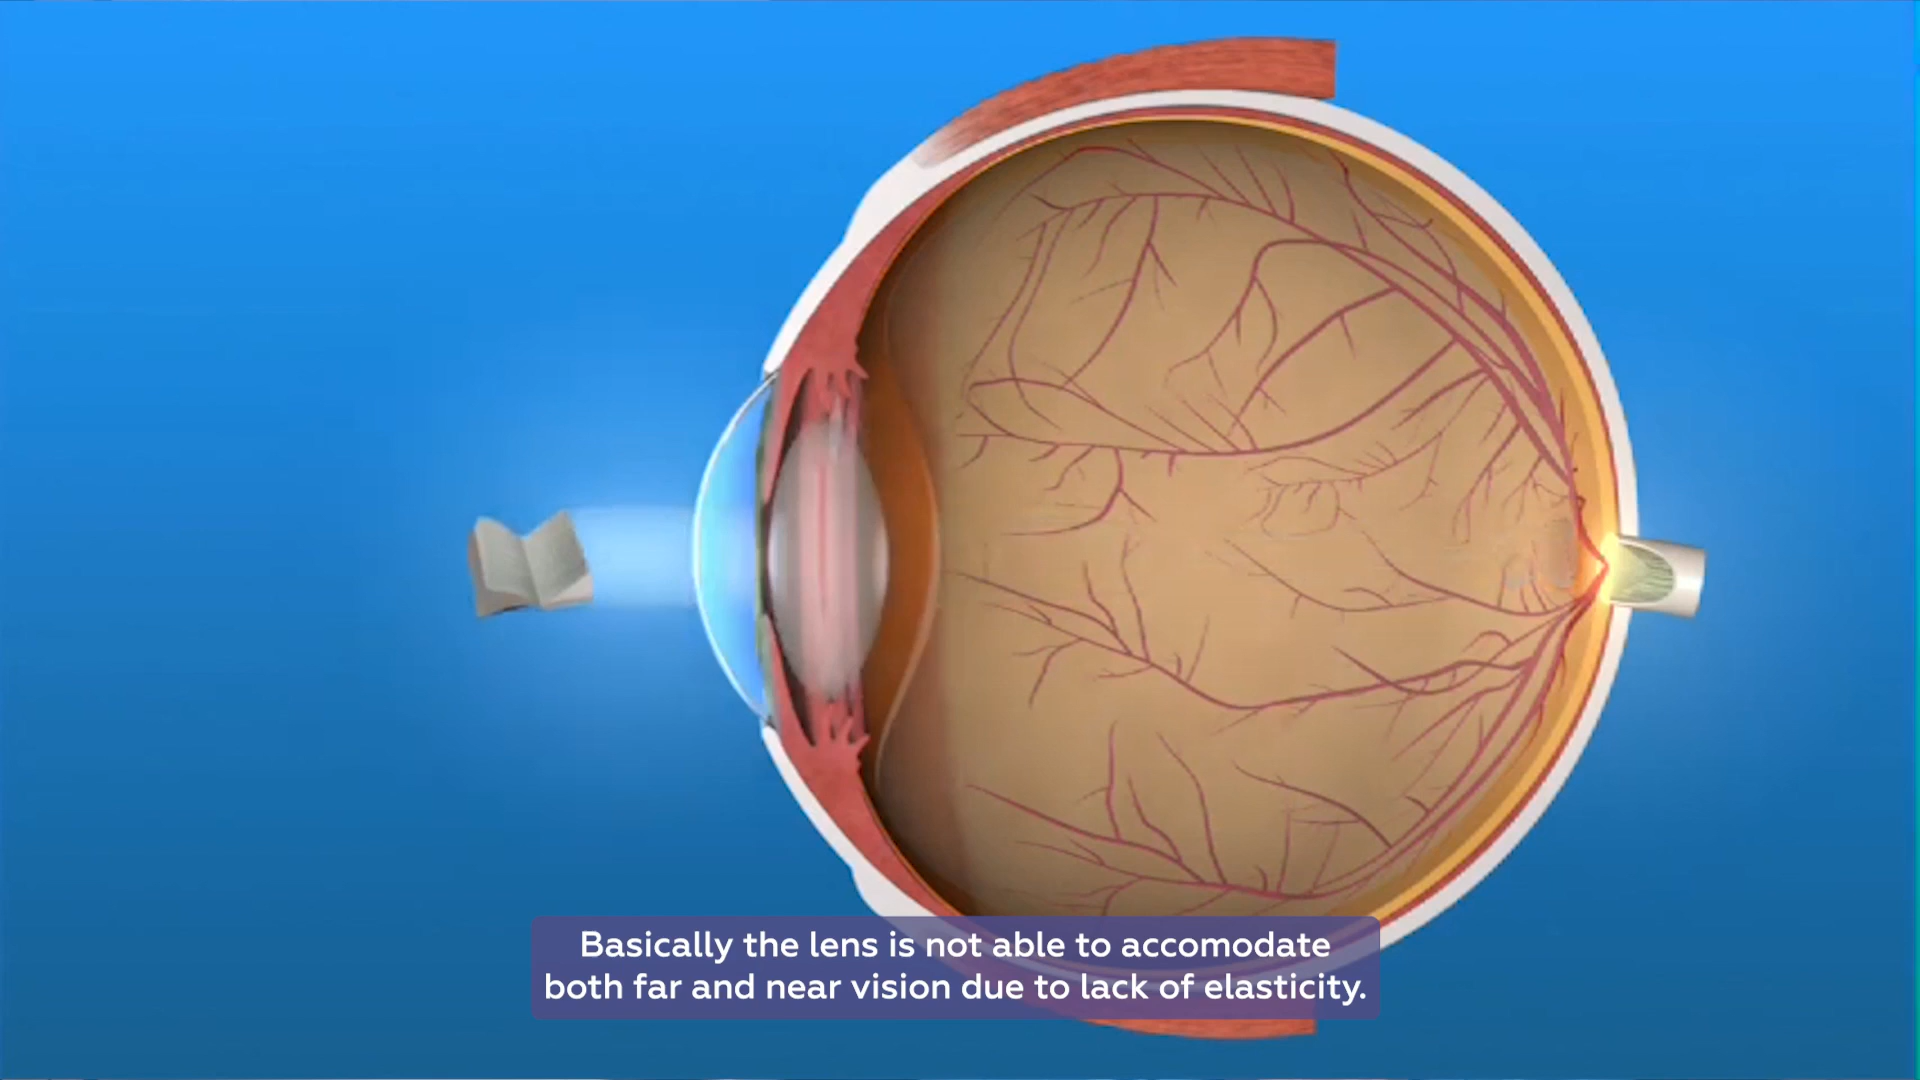 Basically the lens is not able to accomodate
both far and near vision due to lack of elasticity.